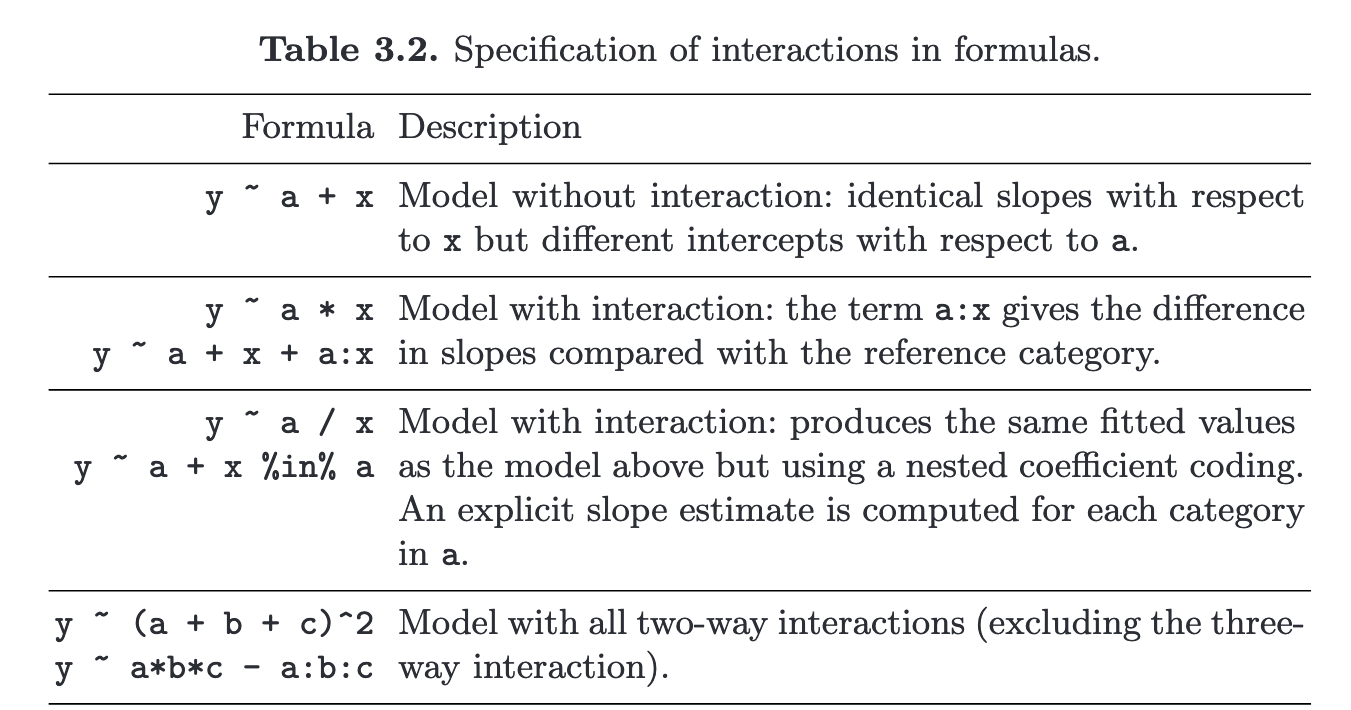 Table 3.2. Specification of interactions in formulas.
Formula Description
y ~ a + x Model without interaction: identical slopes with respect
to x but different intercepts with respect to a.
y ~ a * x Model with interaction: the term a:x gives the difference
y ~ a + x + a:x in slopes compared with the reference category.
y ~ a / x Model with interaction: produces the same fitted values
y ~ a + x %in% a as the model above but using a nested coefficient coding.
An explicit slope estimate is computed for each category
in a.
y ~ (a + b + c)^2 Model with all two-way interactions (excluding the three-
y ~ a*b*c - a:b:c way interaction).